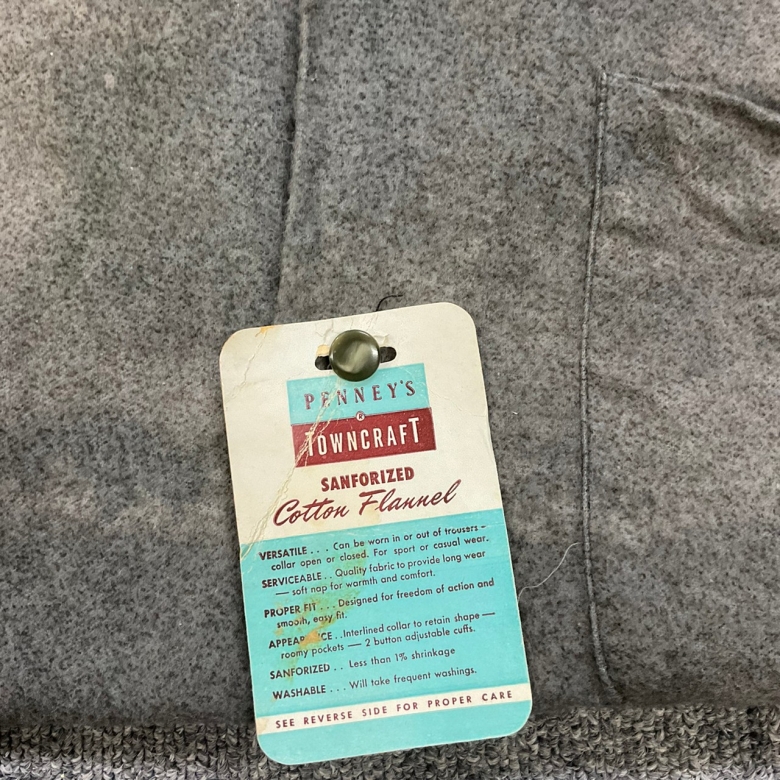 PENNEY'S
®
TOWNCRAFT
SANFORIZED
Cotton Flannel
VERSATILE . . . Can be worn in or out of trousers –
collar open or closed. For sport or casual wear.
SERVICEABLE . . Quality fabric to provide long wear
— soft nap for warmth and comfort.
PROPER FIT . . . Designed for freedom of action and
smooth, easy fit.
APPEARANCE . . Interlined collar to retain shape —
roomy pockets — 2 button adjustable cuffs.
SANFORIZED . . Less than 1% shrinkage
WASHABLE . . . Will take frequent washings.
SEE REVERSE SIDE FOR PROPER CARE